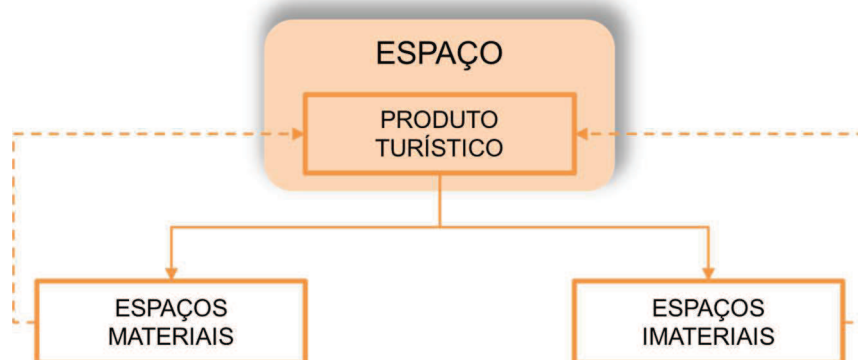 ESPAÇO
PRODUTO
TURÍSTICO
ESPAÇOS
MATERIAIS
ESPAÇOS
IMATERIAIS